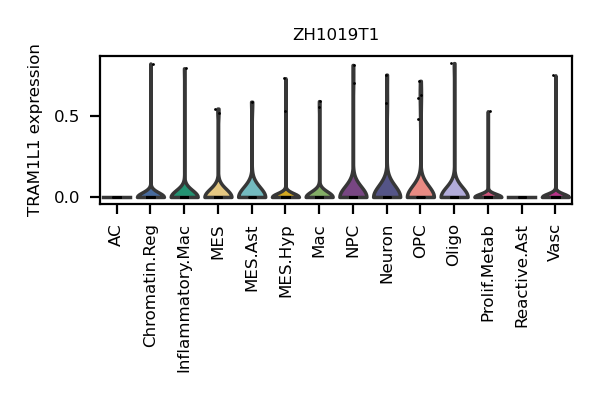 ZH1019T1
TRAM1L1 expression
0.5
0.0
AC
Chromatin.Reg
Inflammatory.Mac
MES
MES.Ast
MES.Hyp
Mac
NPC
Neuron
OPC
Oligo
Prolif.Metab
Reactive.Ast
Vasc